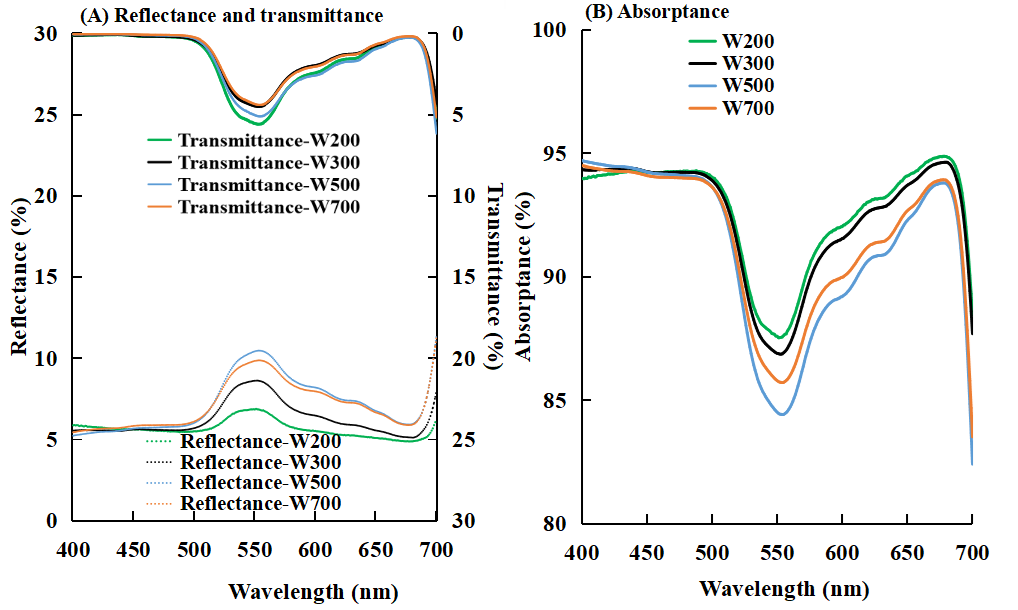 (A) Reflectance and transmittance
30
25
20
15
10
5
0
Reflectance (%)
0
5
10
15
20
25
30
Transmittance (%)
Transmittance-W200
Transmittance-W300
Transmittance-W500
Transmittance-W700
Reflectance-W200
Reflectance-W300
Reflectance-W500
Reflectance-W700
400 450 500 550 600 650 700
Wavelength (nm)
(B) Absorptance
W200
W300
W500
W700
100
95
90
85
80
Absorptance (%)
400 450 500 550 600 650 700
Wavelength (nm)